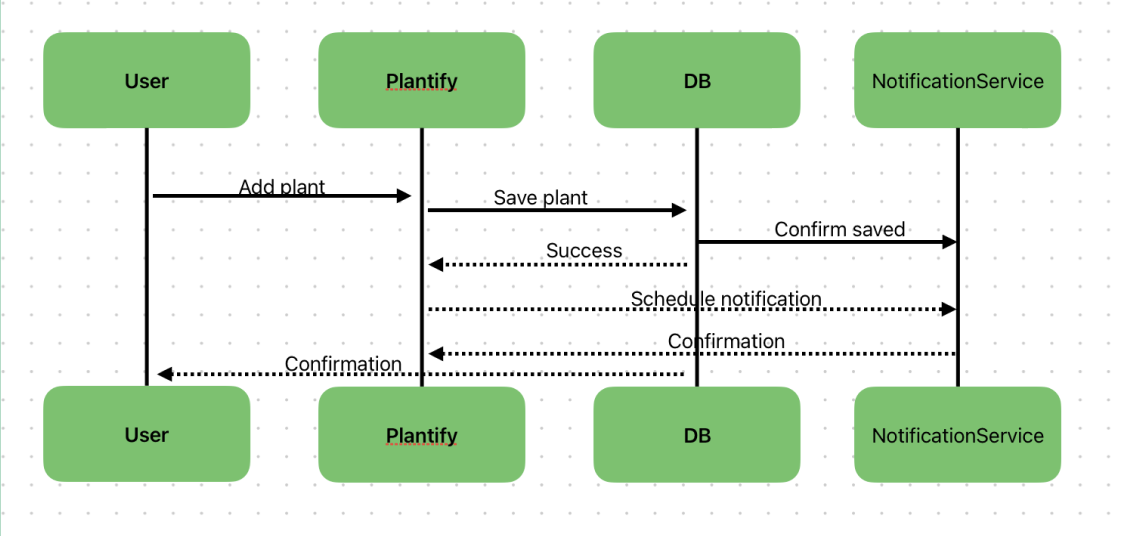 User
Plantify
DB
NotificationService
Add plant
Save plant
Confirm saved
Success
Schedule notification
Confirmation
Confirmation
User
Plantify
DB
NotificationService